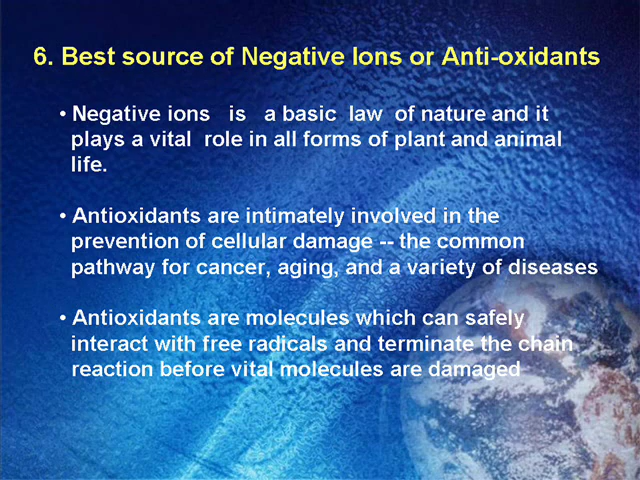 6. Best source of Negative Ions or Anti-oxidants
• Negative ions is a basic law of nature and it
plays a vital role in all forms of plant and animal
life.
• Antioxidants are intimately involved in the
prevention of cellular damage -- the common
pathway for cancer, aging, and a variety of diseases
• Antioxidants are molecules which can safely
interact with free radicals and terminate the chain
reaction before vital molecules are damaged